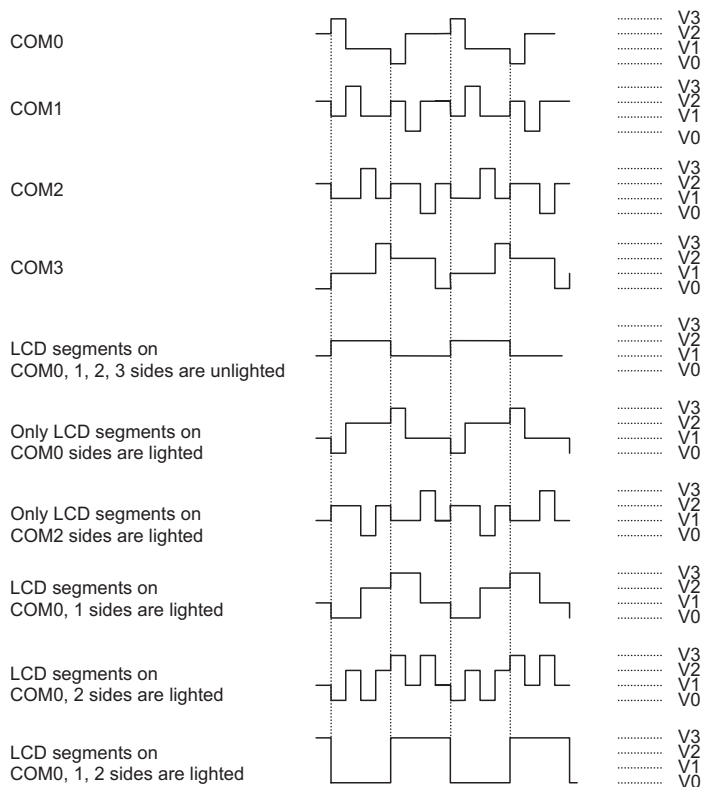 COM0
V3
V2
V1
V0
COM1
V3
V2
V1
V0
COM2
V3
V2
V1
V0
COM3
V3
V2
V1
V0
LCD segments on
COM0, 1, 2, 3 sides are unlighted
V3
V2
V1
V0
Only LCD segments on
COM0 sides are lighted
V3
V2
V1
V0
Only LCD segments on
COM2 sides are lighted
V3
V2
V1
V0
LCD segments on
COM0, 1 sides are lighted
V3
V2
V1
V0
LCD segments on
COM0, 2 sides are lighted
V3
V2
V1
V0
LCD segments on
COM0, 1, 2 sides are lighted
V3
V2
V1
V0